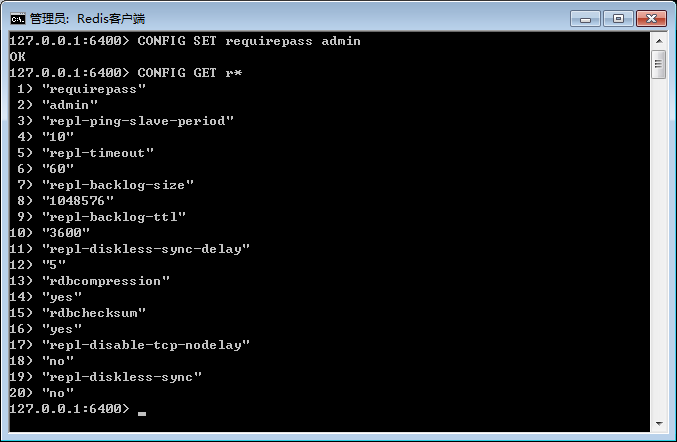 管理员: Redis客户端
127.0.0.1:6400> CONFIG SET requirepass admin
OK
127.0.0.1:6400> CONFIG GET r*
 1) "requirepass"
 2) "admin"
 3) "repl-ping-slave-period"
 4) "10"
 5) "repl-timeout"
 6) "60"
 7) "repl-backlog-size"
 8) "1048576"
 9) "repl-backlog-ttl"
10) "3600"
11) "repl-diskless-sync-delay"
12) "5"
13) "rdbcompression"
14) "yes"
15) "rdbchecksum"
16) "yes"
17) "repl-disable-tcp-nodelay"
18) "no"
19) "repl-diskless-sync"
20) "no"
127.0.0.1:6400> _